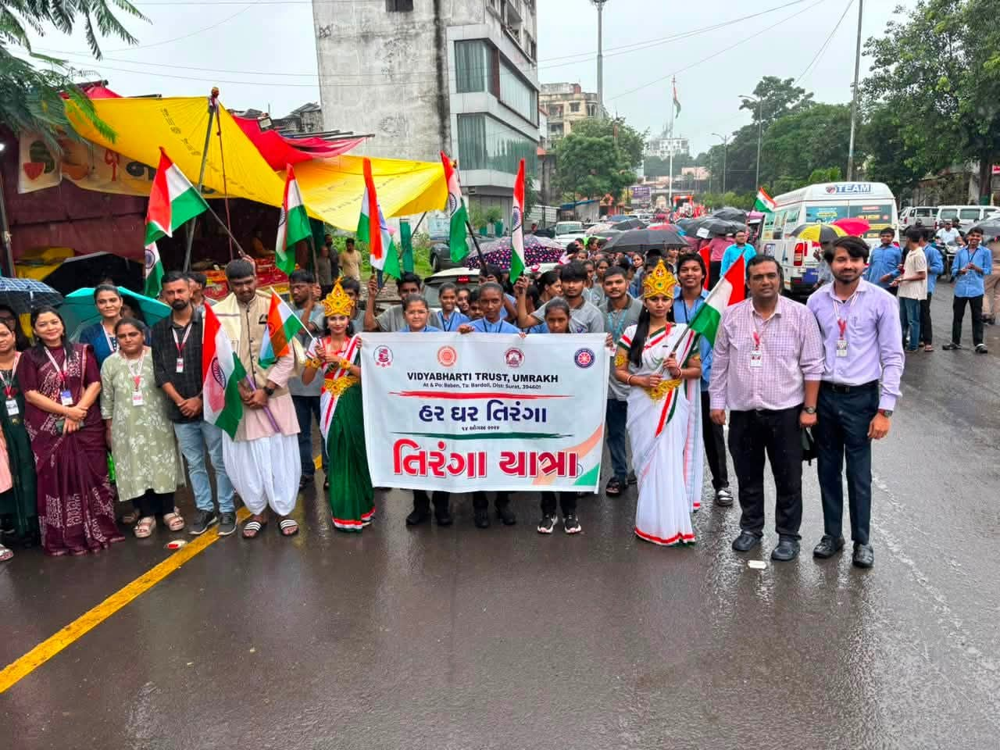 TEAM
VIDYABHARTI TRUST, UMRAKH
At & Po: Baben, Ta: Bardoli, Dist: Surat, 394601
હર ઘર તિરંગા
તિરંગા યાત્રા